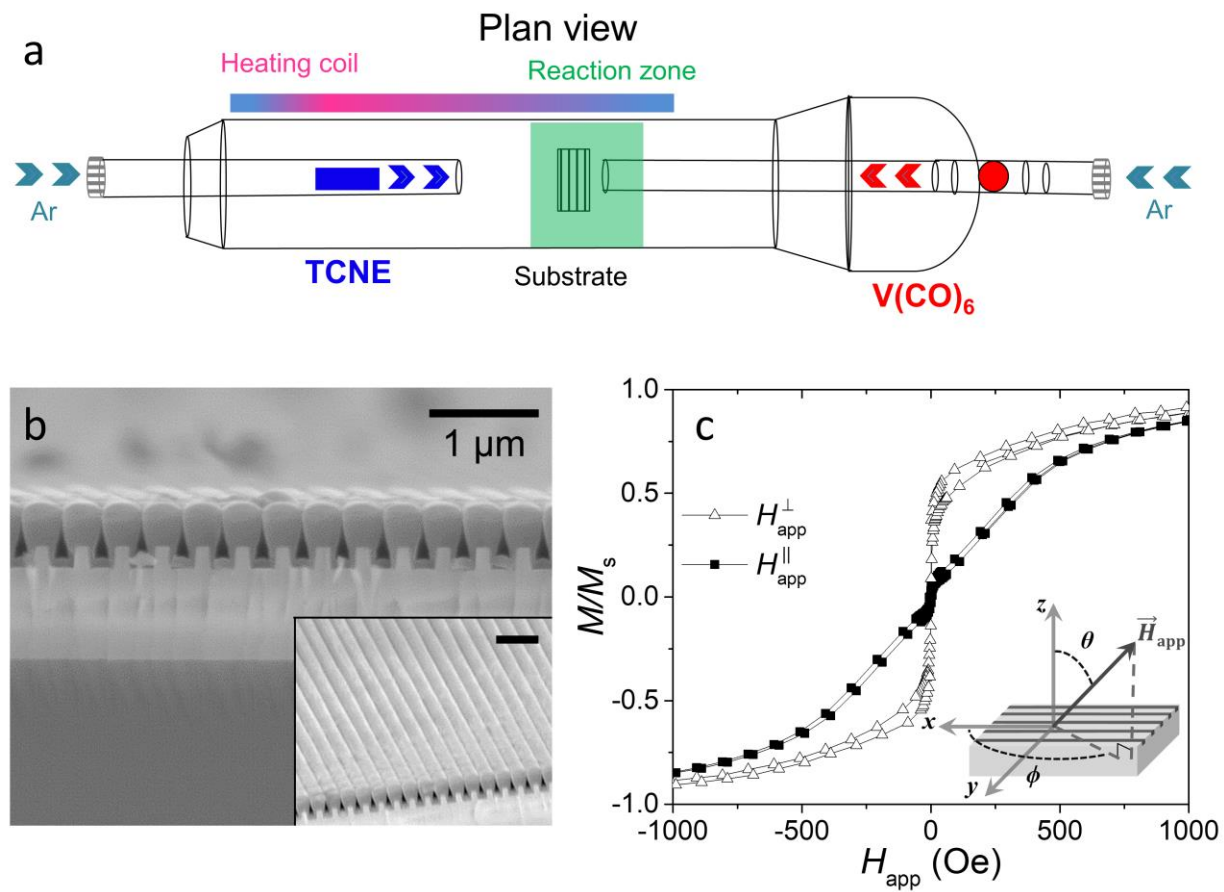 a
Plan view
Heating coil
Reaction zone
Ar
Ar
TCNE
Substrate
V(CO)₆
b
1 μm
c
1.0
0.5
0.0
-0.5
-1.0
M/Mₛ
H⊥app
H||app
z
θ
H⃗app
x
ϕ
y
-1000 -500 0 500 1000
Happ (Oe)